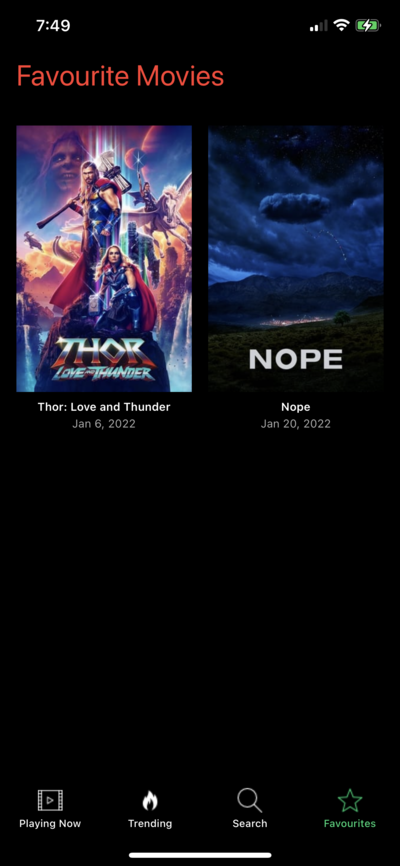 7:49
Favourite Movies
THOR
LOVE AND THUNDER
NOPE
Thor: Love and Thunder
Jan 6, 2022
Nope
Jan 20, 2022
Playing Now
Trending
Search
Favourites